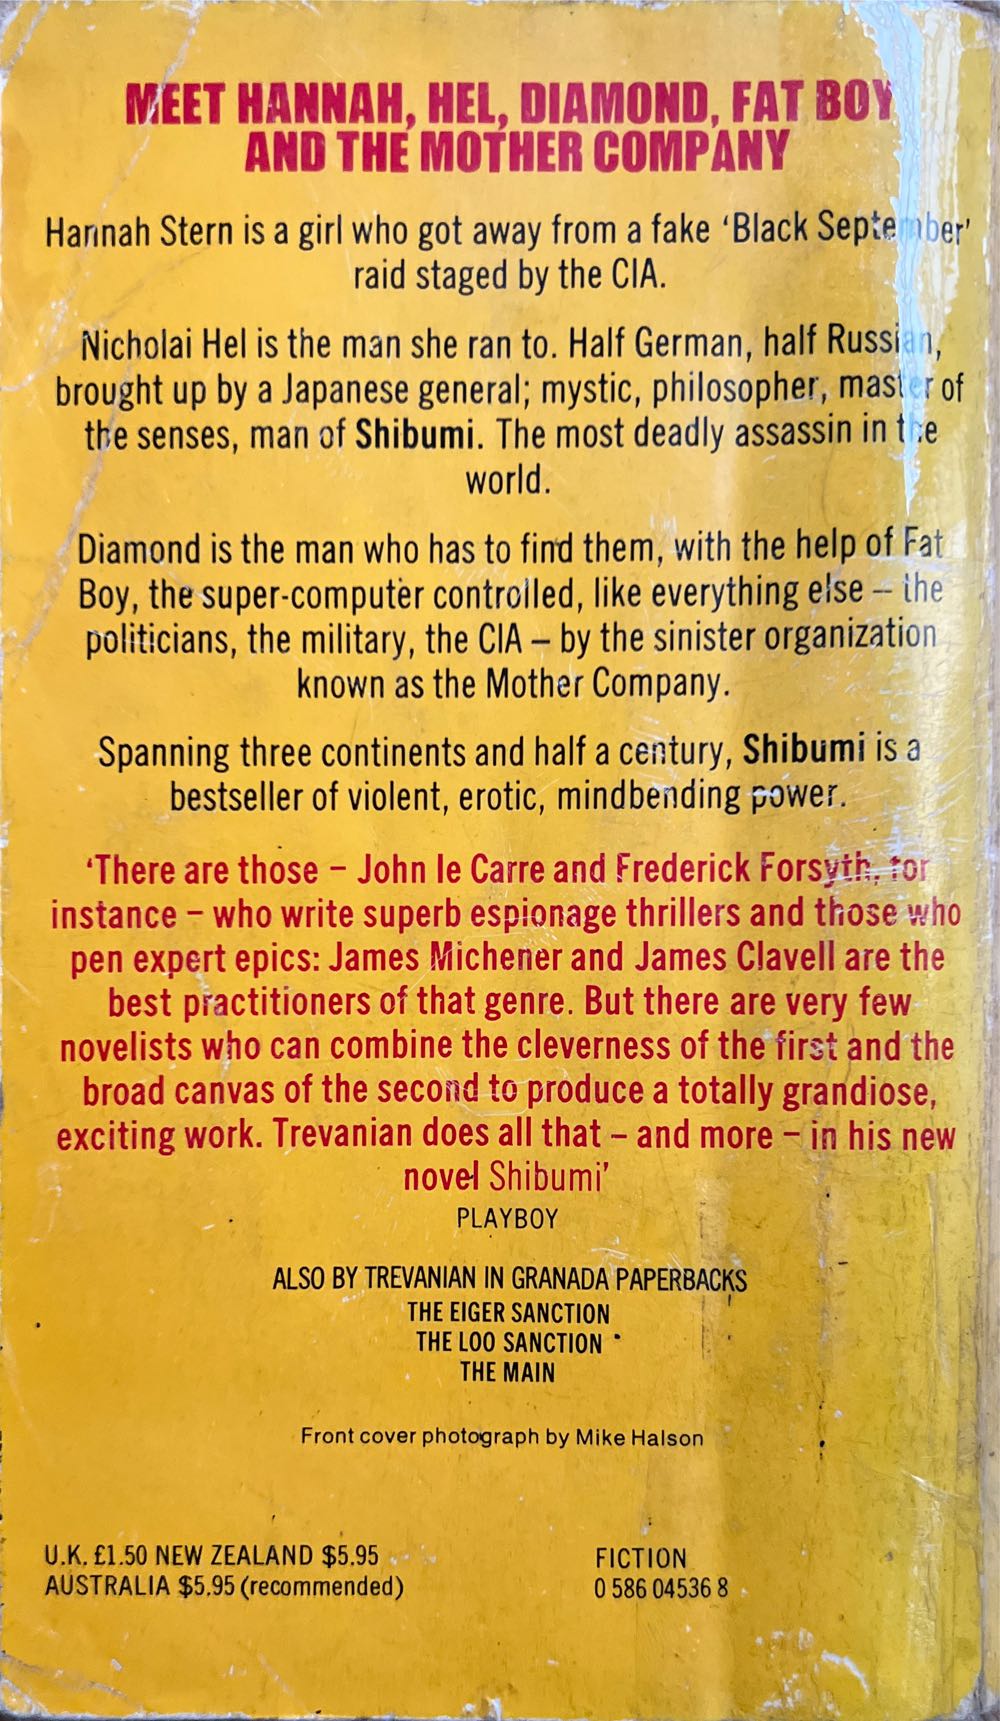 MEET HANNAH, HEL, DIAMOND, FAT BOY
AND THE MOTHER COMPANY
Hannah Stern is a girl who got away from a fake ‘Black September’
raid staged by the CIA.
Nicholai Hel is the man she ran to. Half German, half Russian,
brought up by a Japanese general; mystic, philosopher, master of
the senses, man of Shibumi. The most deadly assassin in the
world.
Diamond is the man who has to find them, with the help of Fat
Boy, the super-computer controlled, like everything else – the
politicians, the military, the CIA – by the sinister organization
known as the Mother Company.
Spanning three continents and half a century, Shibumi is a
bestseller of violent, erotic, mindbending power.
‘There are those – John le Carre and Frederick Forsyth, for
instance – who write superb espionage thrillers and those who
pen expert epics: James Michener and James Clavell are the
best practitioners of that genre. But there are very few
novelists who can combine the cleverness of the first and the
broad canvas of the second to produce a totally grandiose,
exciting work. Trevanian does all that – and more – in his new
novel Shibumi’
PLAYBOY
ALSO BY TREVANIAN IN GRANADA PAPERBACKS
THE EIGER SANCTION
THE LOO SANCTION
THE MAIN
Front cover photograph by Mike Halson
U.K. £1.50 NEW ZEALAND $5.95
AUSTRALIA $5.95 (recommended)
FICTION
0 586 04536 8